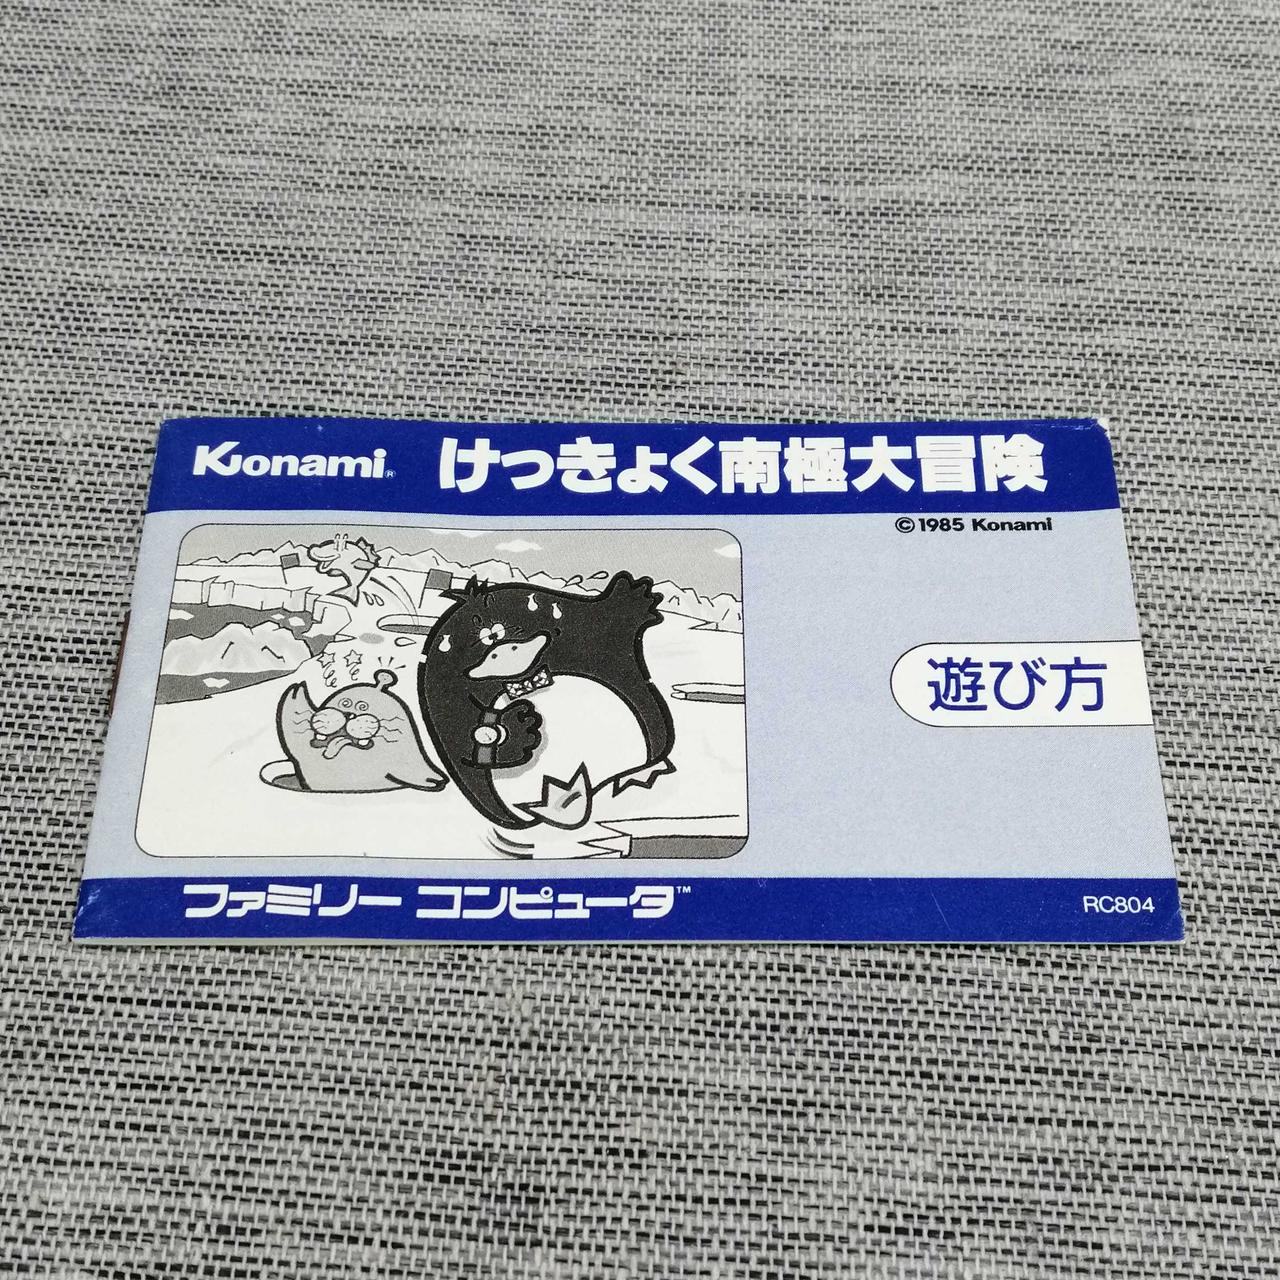 Konami® けっきょく南極大冒険
©1985 Konami
遊び方
ファミリー コンピュータ™
RC804